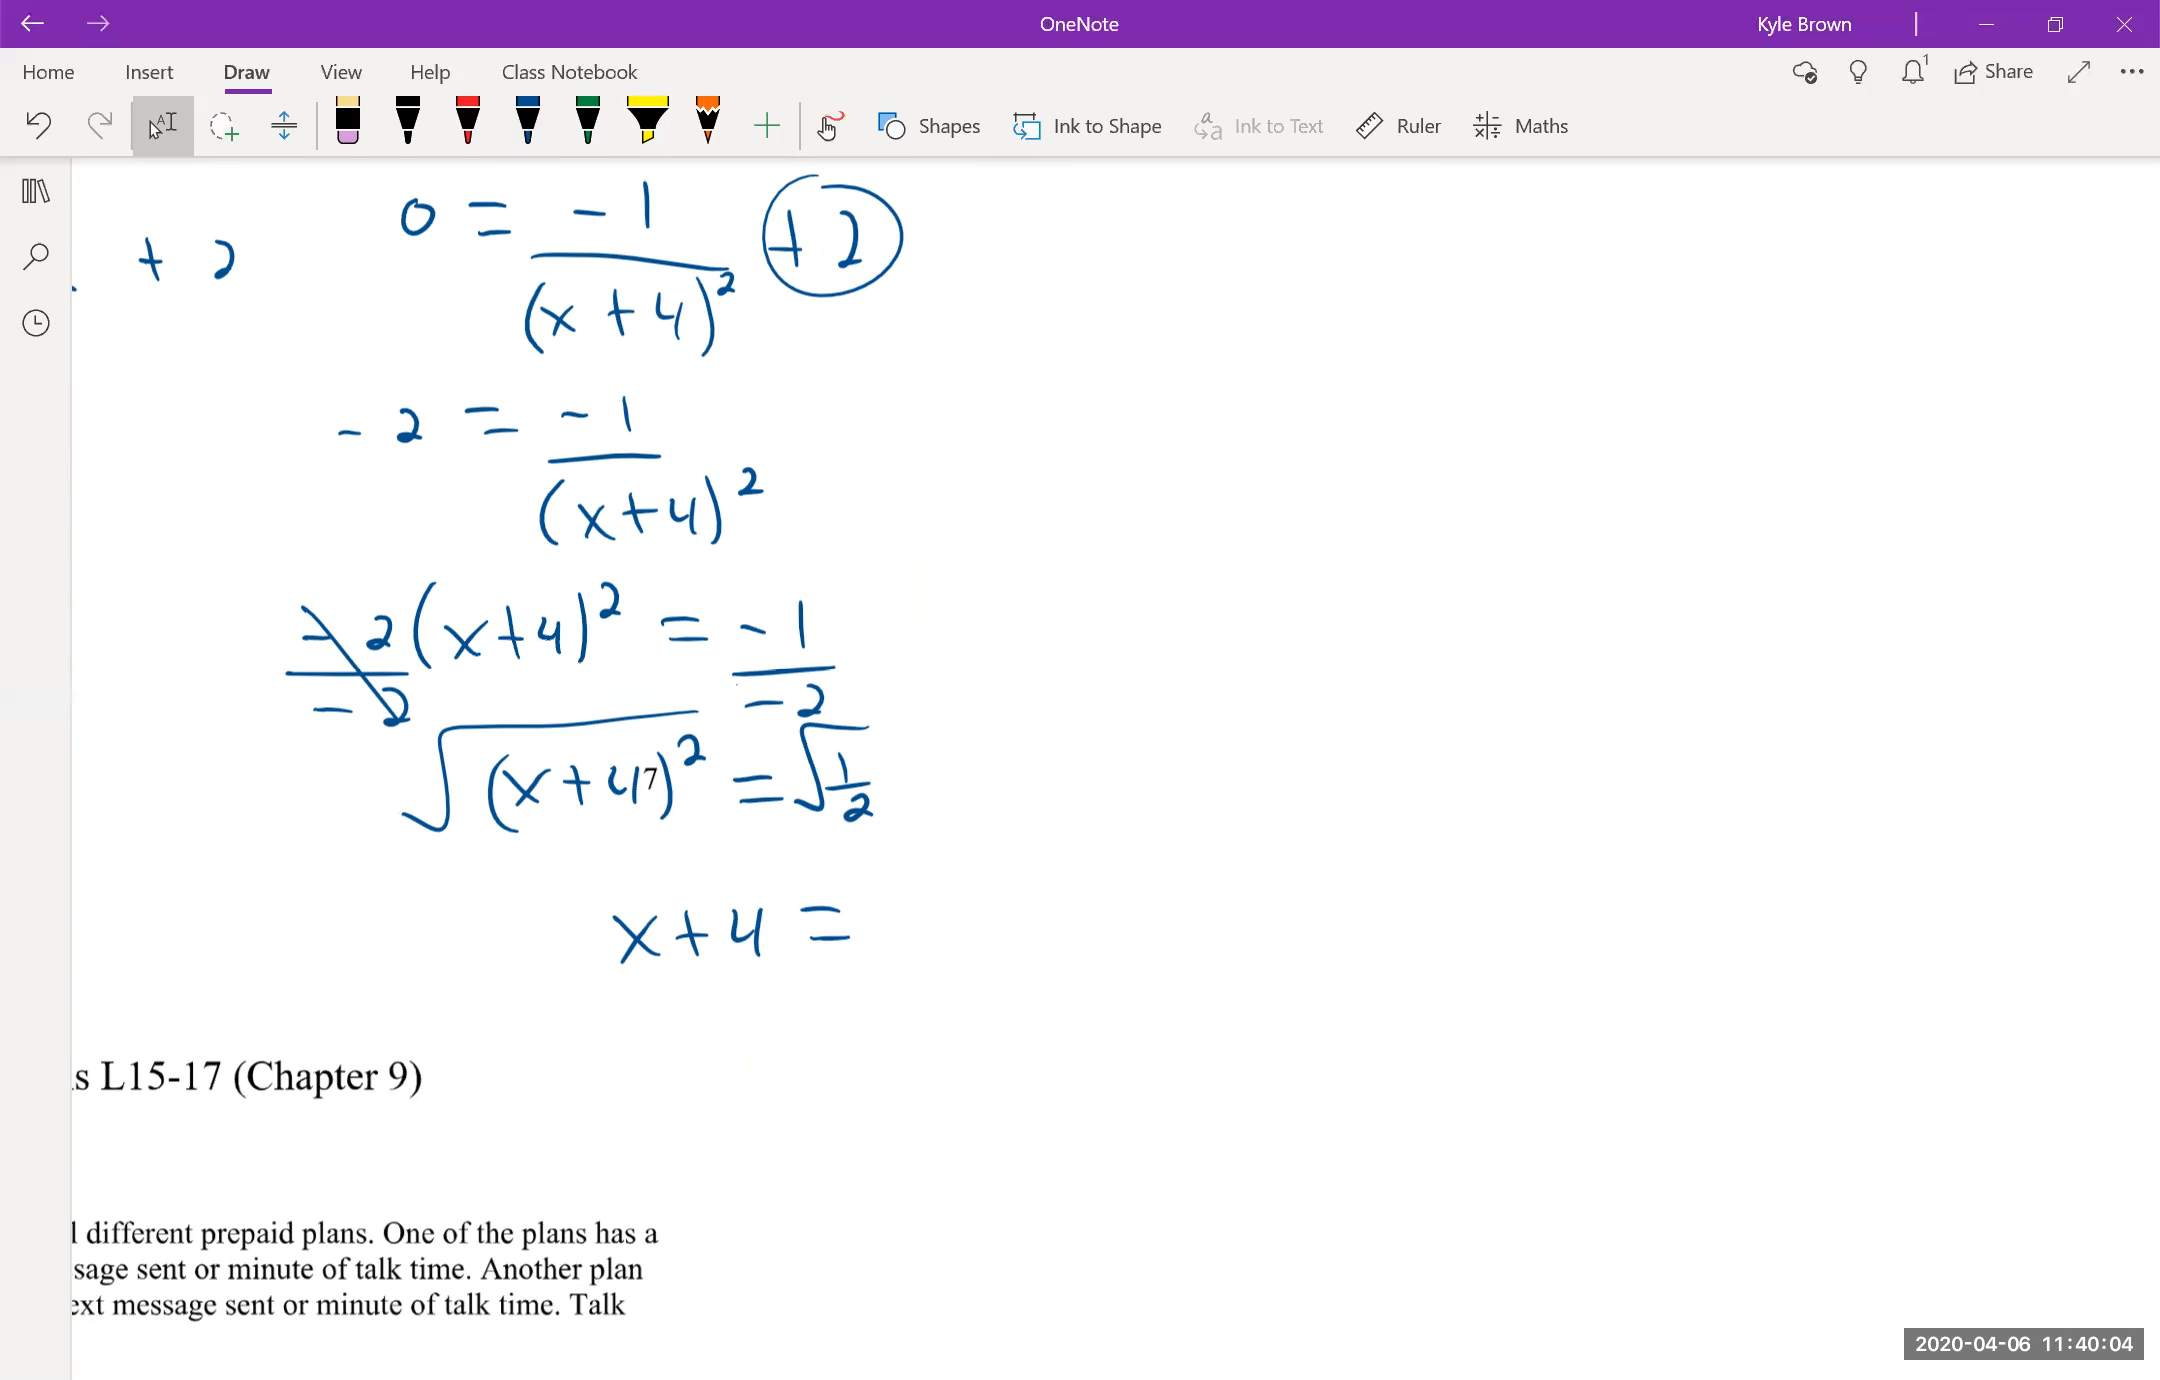 OneNote
Kyle Brown
Home Insert Draw View Help Class Notebook
1 Share
Shapes Ink to Shape Ink to Text Ruler Maths
+ 2
0 = -1/(x + 4)² + 2
-2 = -1/(x+4)²
-2(x+4)²/-2 = -1/-2
√(x+4)² = √1/2
7
x+4 =
s L15-17 (Chapter 9)
l different prepaid plans. One of the plans has a
sage sent or minute of talk time. Another plan
ext message sent or minute of talk time. Talk
2020-04-06 11:40:04